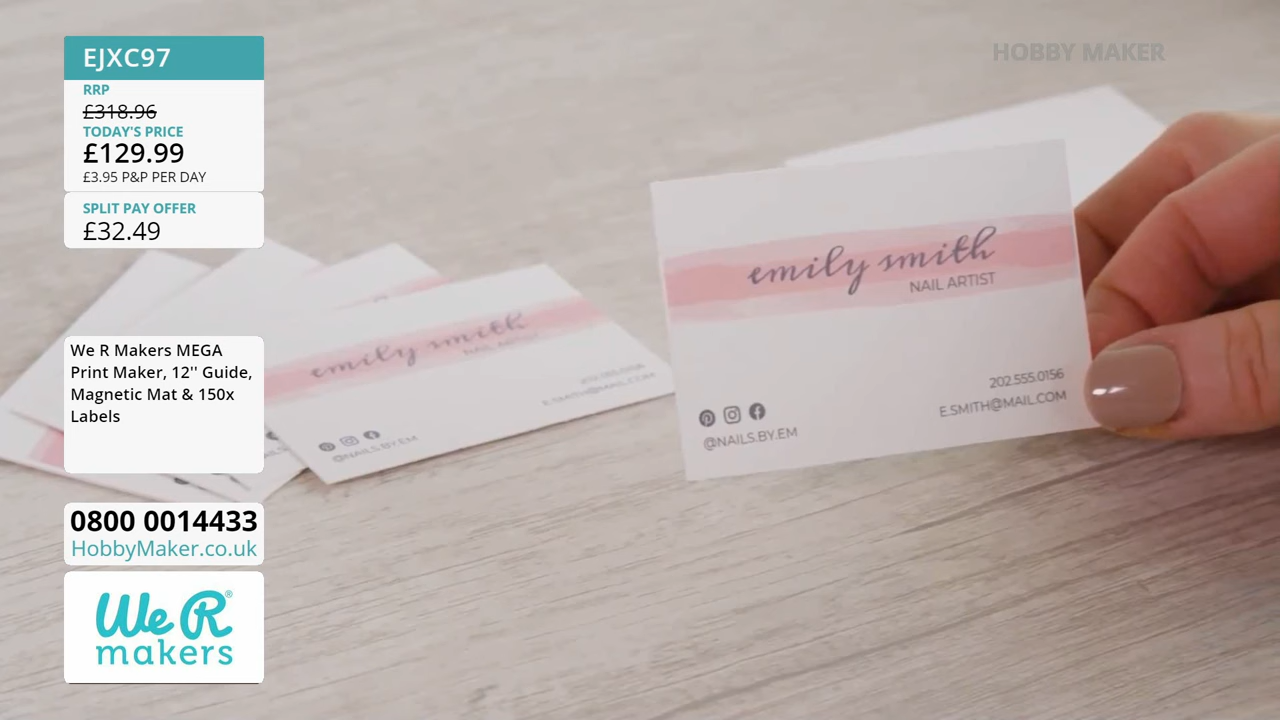 EJXC97
RRP
£318.96
TODAY'S PRICE
£129.99
£3.95 P&P PER DAY
SPLIT PAY OFFER
£32.49
We R Makers MEGA
Print Maker, 12'' Guide,
Magnetic Mat & 150x
Labels
0800 0014433
HobbyMaker.co.uk
We R®
makers
HOBBY MAKER
emily smith
NAIL ARTIST
202.555.0156
E.SMITH@MAIL.COM
@NAILS.BY.EM
emily smith
NAIL ARTIST
E.SMITH@MAIL.COM
@NAILS.BY.EM